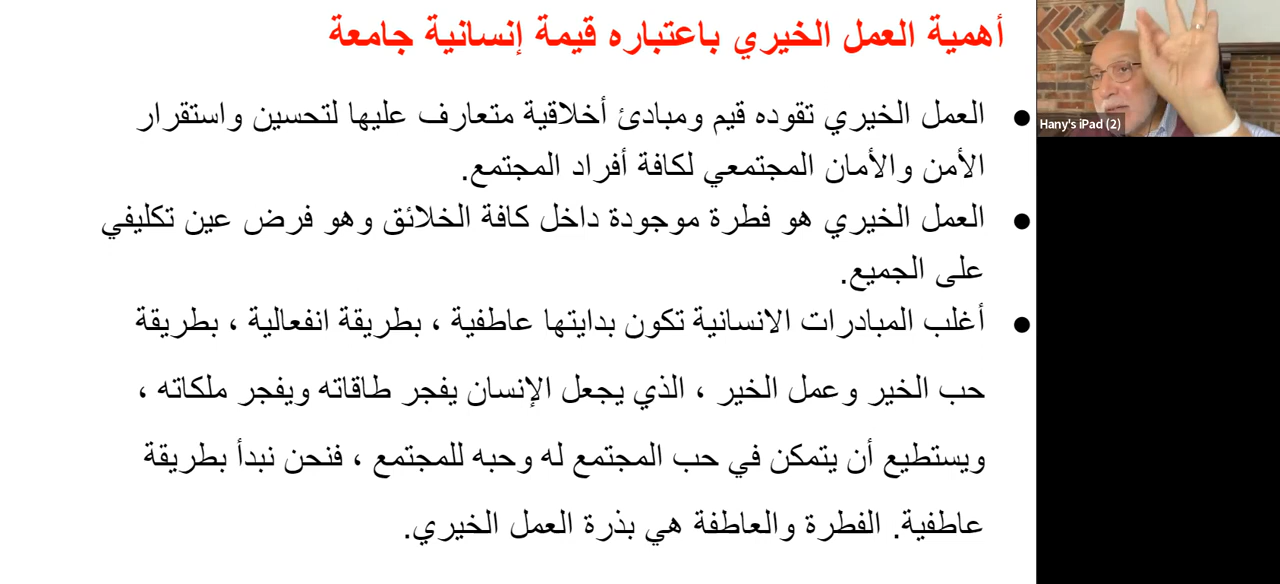 أهمية العمل الخيري باعتباره قيمة إنسانية جامعة
● العمل الخيري تقوده قيم ومبادئ أخلاقية متعارف عليها لتحسين واستقرار
الأمن والأمان المجتمعي لكافة أفراد المجتمع.
● العمل الخيري هو فطرة موجودة داخل كافة الخلائق وهو فرض عين تكليفي
على الجميع.
● أغلب المبادرات الانسانية تكون بدايتها عاطفية ، بطريقة انفعالية ، بطريقة
حب الخير وعمل الخير ، الذي يجعل الإنسان يفجر طاقاته ويفجر ملكاته ،
ويستطيع أن يتمكن في حب المجتمع له وحبه للمجتمع ، فنحن نبدأ بطريقة
عاطفية. الفطرة والعاطفة هي بذرة العمل الخيري.
Hany's iPad (2)